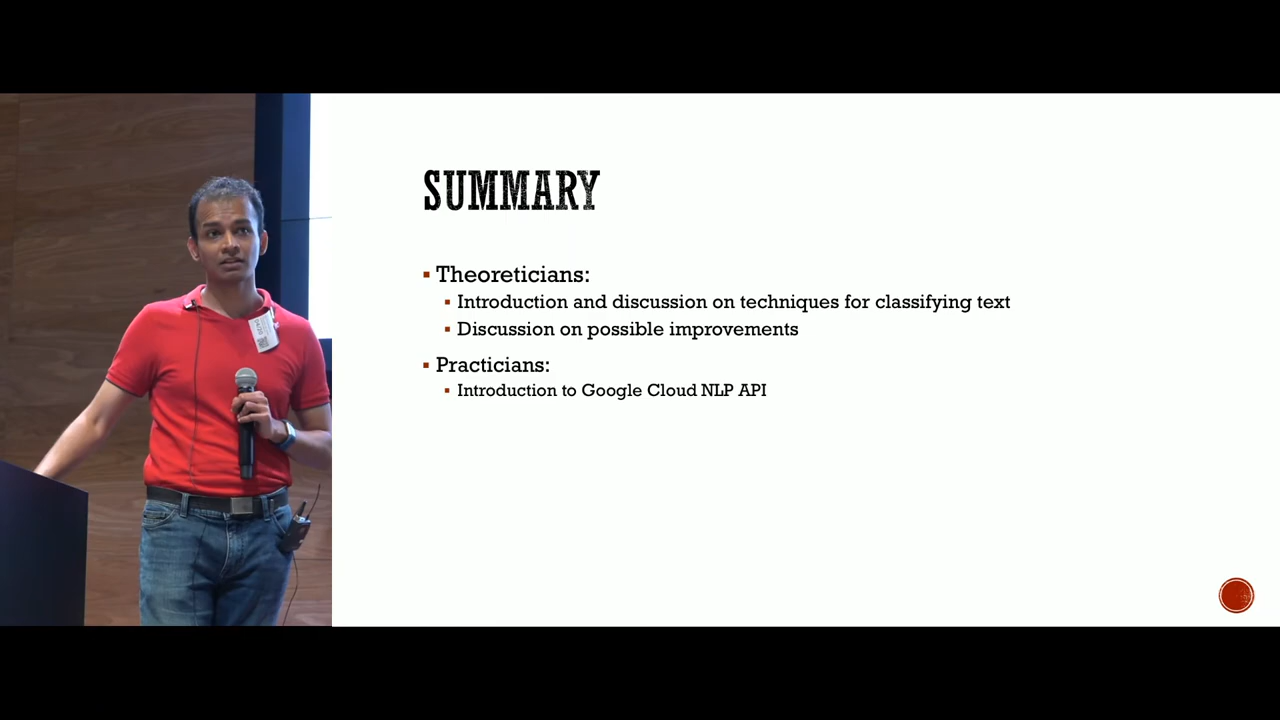 SUMMARY
Theoreticians:
Introduction and discussion on techniques for classifying text
Discussion on possible improvements
Practicians:
Introduction to Google Cloud NLP API